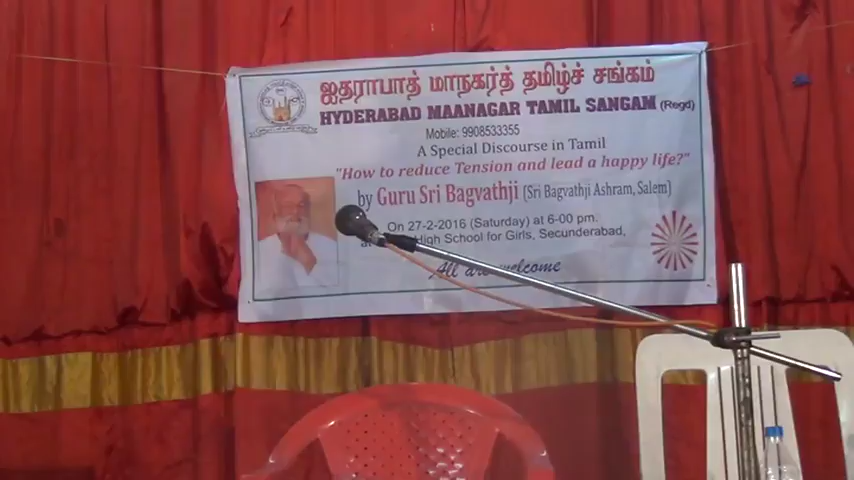 ஐதராபாத் மாநகர்த் தமிழ்ச் சங்கம்
HYDERABAD MAANAGAR TAMIL SANGAM (Regd)
Mobile: 9908533355
A Special Discourse in Tamil
"How to reduce Tension and lead a happy life?"
by Guru Sri Bagvathji (Sri Bagvathji Ashram, Salem)
On 27-2-2016 (Saturday) at 6-00 pm.
High School for Girls, Secunderabad,
All are welcome